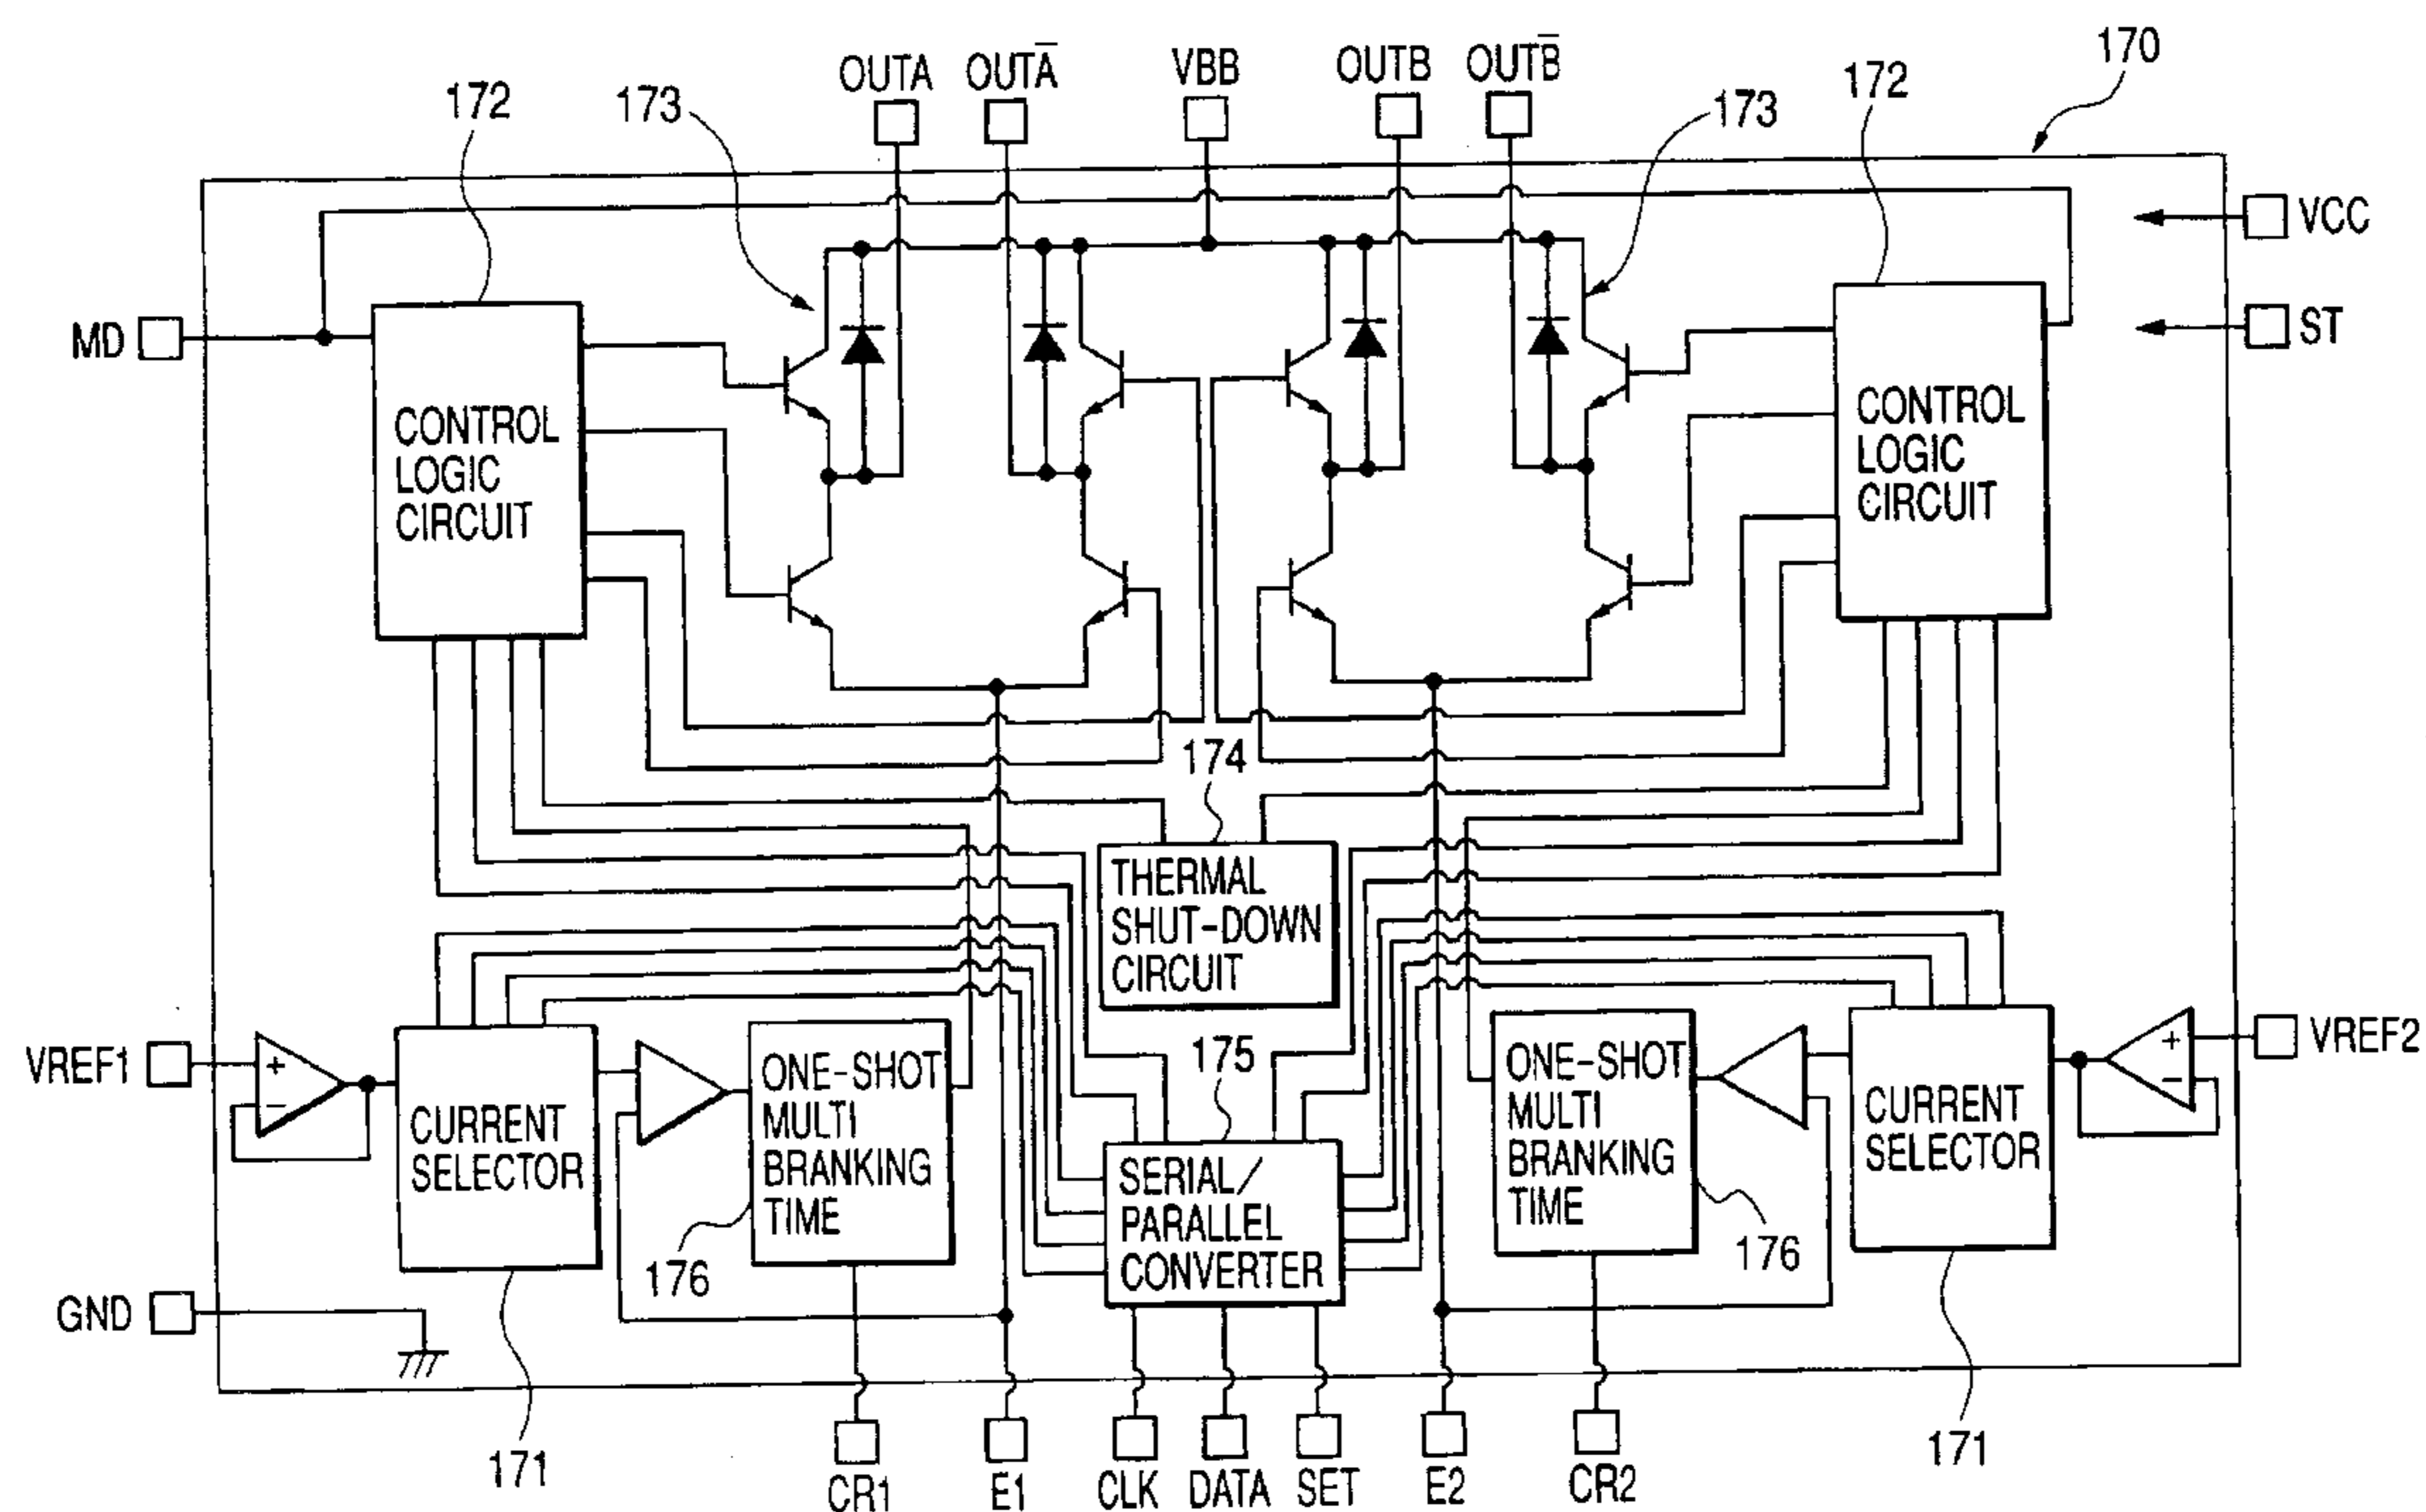 170
OUTA
OUTA̅
VBB
OUTB
OUTB̅
172
173
173
172
VCC
MD
ST
CONTROL
LOGIC
CIRCUIT
CONTROL
LOGIC
CIRCUIT
174
THERMAL
SHUT-DOWN
CIRCUIT
VREF1
+
−
CURRENT
SELECTOR
ONE-SHOT
MULTI
BRANKING
TIME
175
SERIAL/
PARALLEL
CONVERTER
ONE-SHOT
MULTI
BRANKING
TIME
CURRENT
SELECTOR
+
−
VREF2
176
176
GND
171
171
CR1
E1
CLK
DATA
SET
E2
CR2